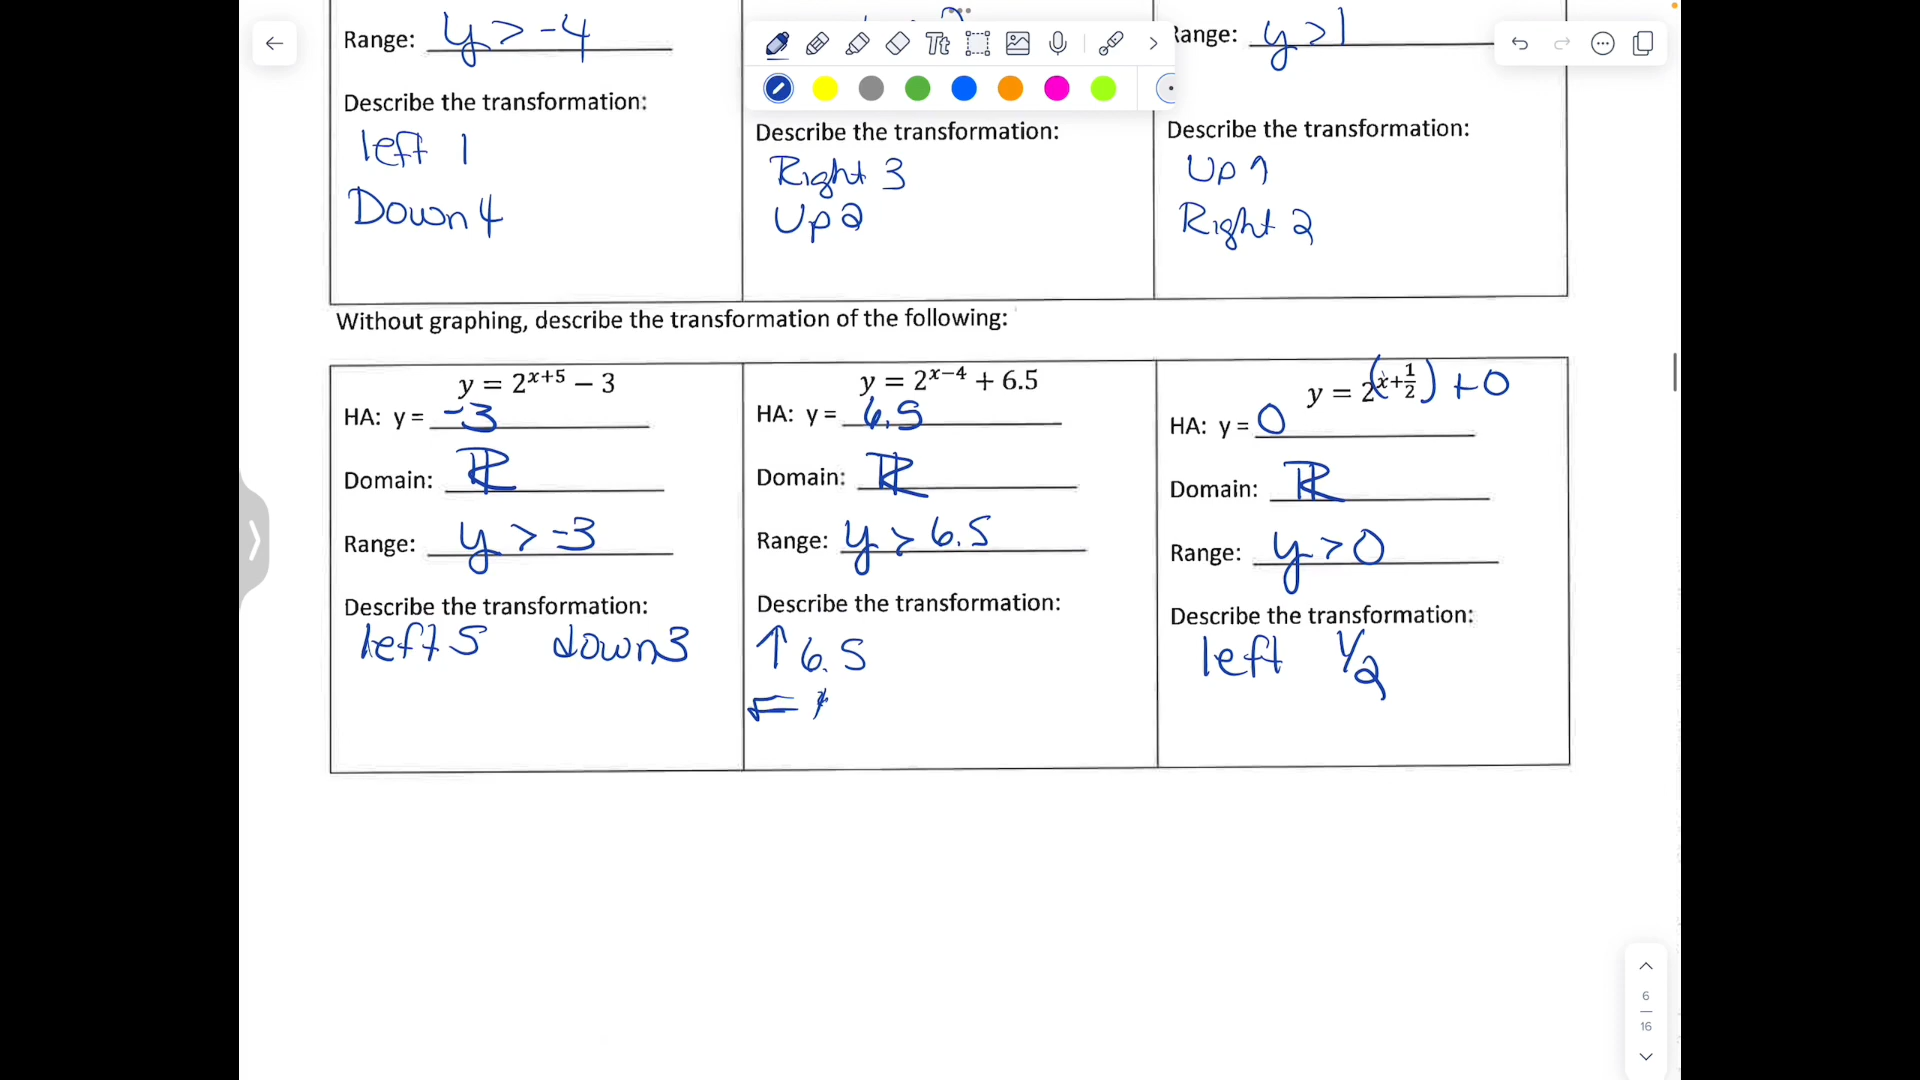 Range: y > -4
Describe the transformation:
left 1
Down 4
Tt
Describe the transformation:
Right 3
Up 2
Range: y > 1
Describe the transformation:
Up 1
Right 2
Without graphing, describe the transformation of the following:
y = 2^{x+5} − 3
HA: y = -3
Domain: ℝ
Range: y > -3
Describe the transformation:
left 5 down 3
y = 2^{x−4} + 6.5
HA: y = 6.5
Domain: ℝ
Range: y > 6.5
Describe the transformation:
↑ 6.5
y = 2^{(x+1/2)} + 0
HA: y = 0
Domain: ℝ
Range: y > 0
Describe the transformation:
left 1/2
6
16